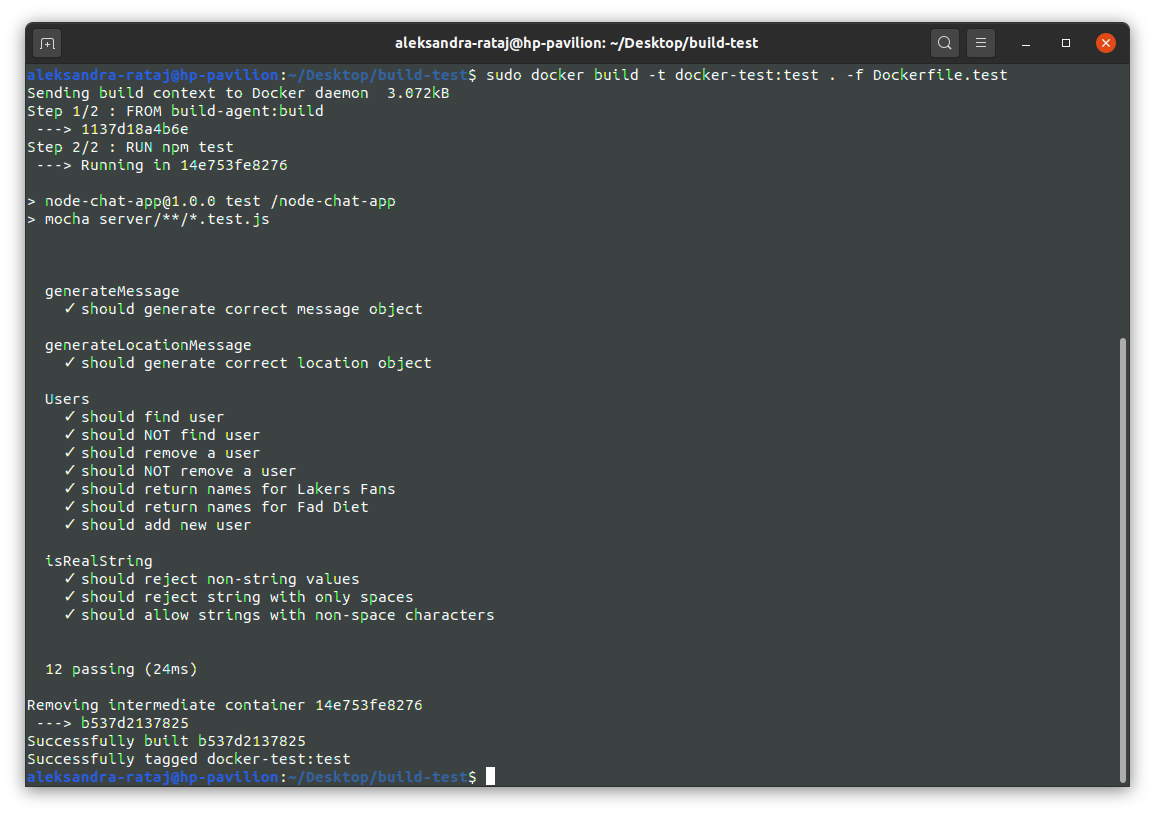 aleksandra-rataj@hp-pavilion: ~/Desktop/build-test
aleksandra-rataj@hp-pavilion:~/Desktop/build-test$ sudo docker build -t docker-test:test . -f Dockerfile.test
Sending build context to Docker daemon  3.072kB
Step 1/2 : FROM build-agent:build
 ---> 1137d18a4b6e
Step 2/2 : RUN npm test
 ---> Running in 14e753fe8276
> node-chat-app@1.0.0 test /node-chat-app
> mocha server/**/*.test.js
  generateMessage
    ✓ should generate correct message object
  generateLocationMessage
    ✓ should generate correct location object
  Users
    ✓ should find user
    ✓ should NOT find user
    ✓ should remove a user
    ✓ should NOT remove a user
    ✓ should return names for Lakers Fans
    ✓ should return names for Fad Diet
    ✓ should add new user
  isRealString
    ✓ should reject non-string values
    ✓ should reject string with only spaces
    ✓ should allow strings with non-space characters
  12 passing (24ms)
Removing intermediate container 14e753fe8276
 ---> b537d2137825
Successfully built b537d2137825
Successfully tagged docker-test:test
aleksandra-rataj@hp-pavilion:~/Desktop/build-test$